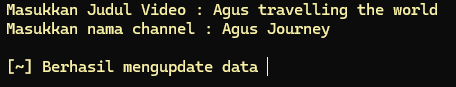 Masukkan Judul Video : Agus travelling the world
Masukkan nama channel : Agus Journey
[~] Berhasil mengupdate data